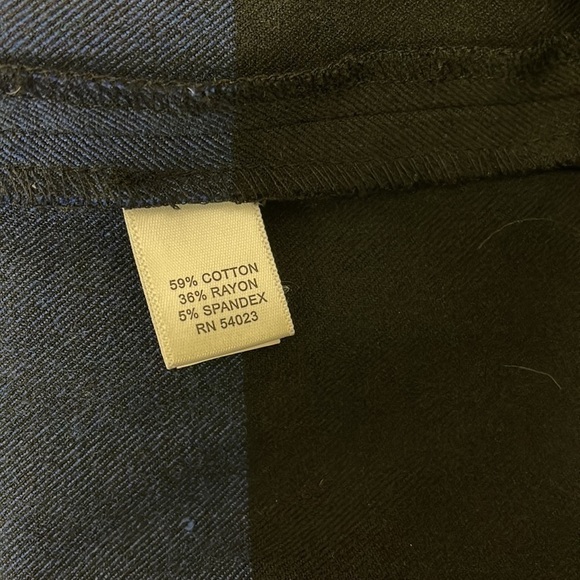 59% COTTON
36% RAYON
5% SPANDEX
RN 54023